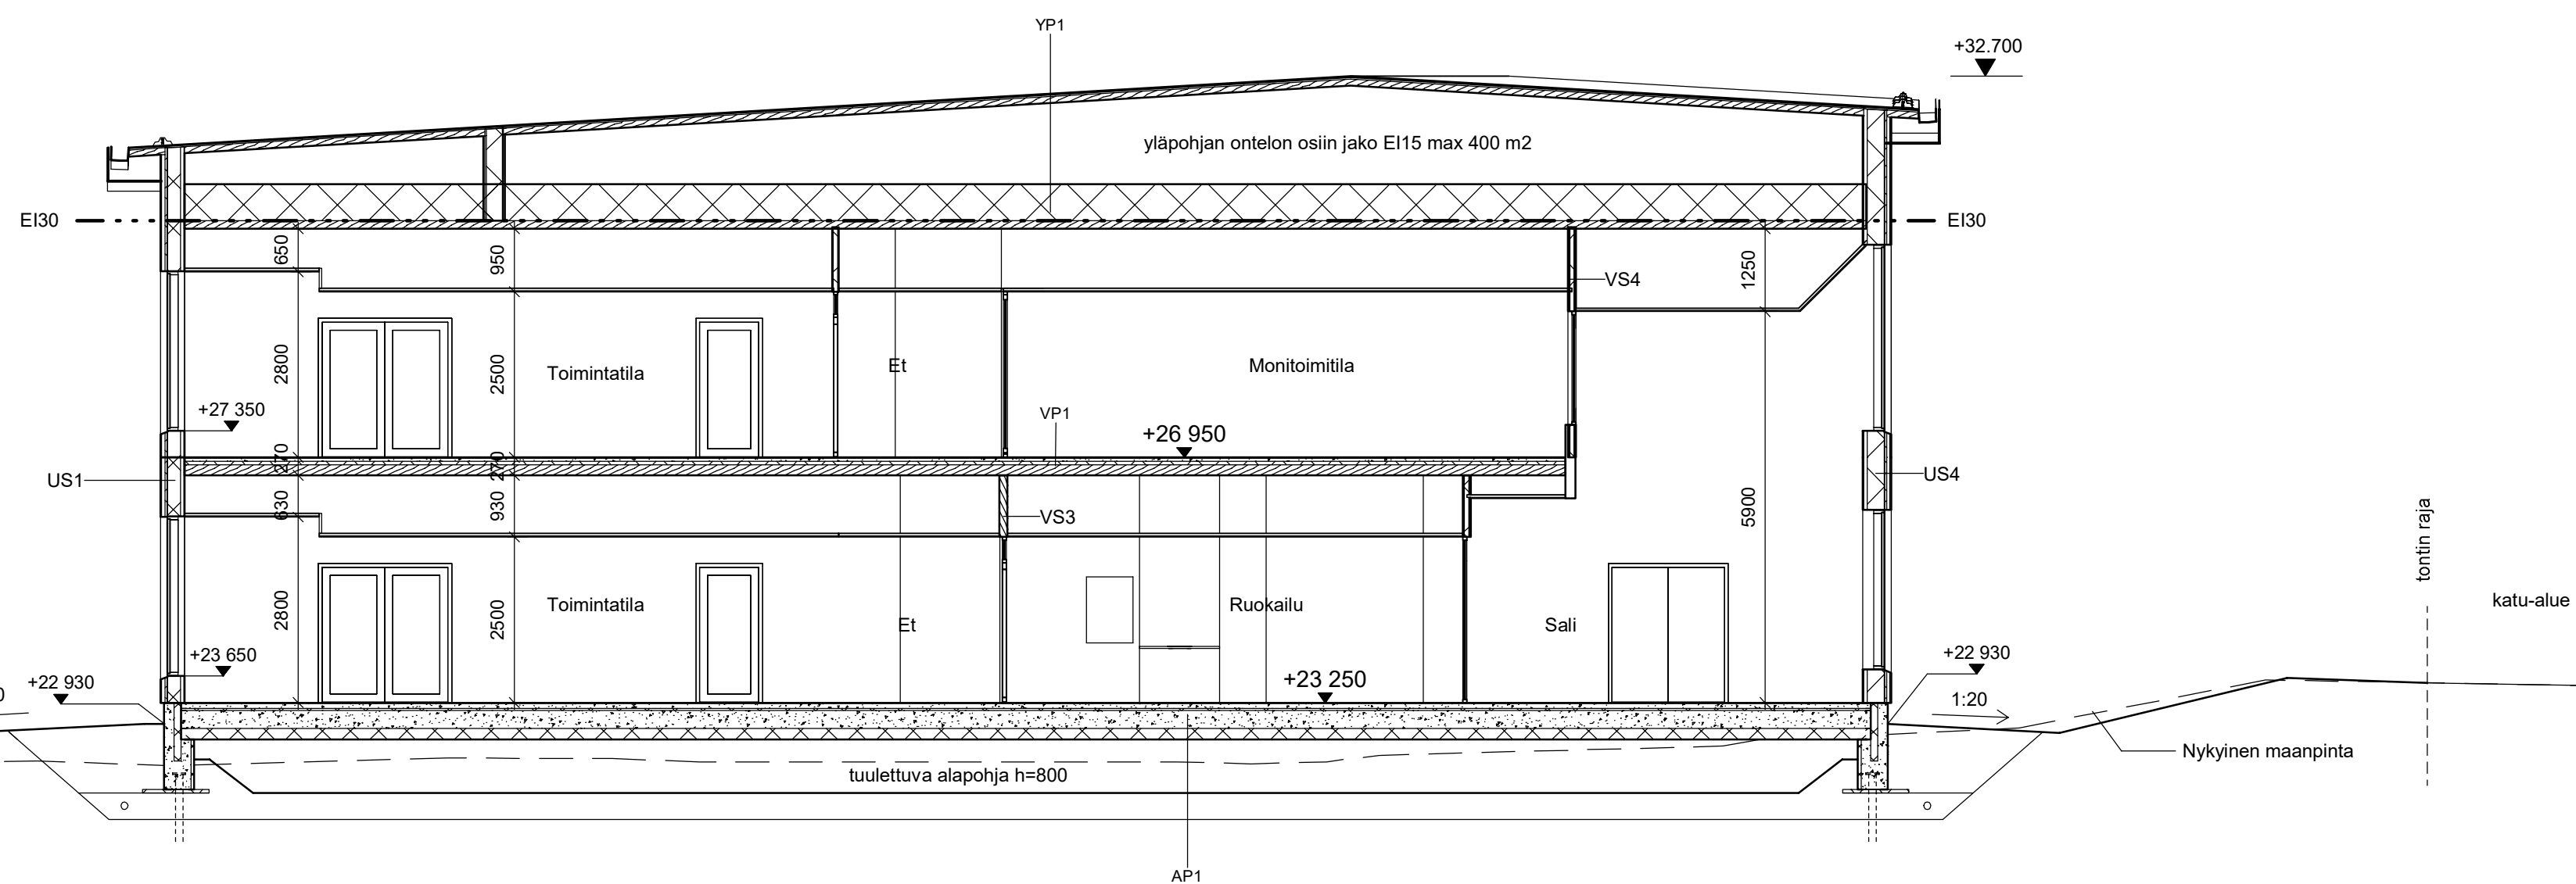 YP1
+32.700
yläpohjan ontelon osiin jako EI15 max 400 m2
EI30
EI30
650
950
1250
VS4
2800
2500
Toimintatila
Et
Monitoimitila
+27 350
VP1
+26 950
270
270
US1
US4
630
930
VS3
5900
tontin raja
katu-alue
2800
2500
Toimintatila
Et
Ruokailu
Sali
+23 650
+22 930
+23 250
+22 930
1:20
Nykyinen maanpinta
tuulettuva alapohja h=800
AP1